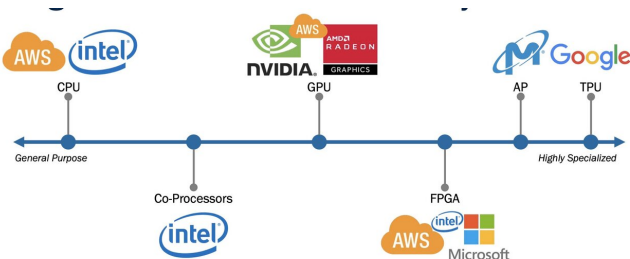 AWS
intel
CPU
AWS
NVIDIA.
AMD
RADEON
GRAPHICS
GPU
Google
AP
TPU
General Purpose
Highly Specialized
Co-Processors
intel
FPGA
AWS
intel
Microsoft